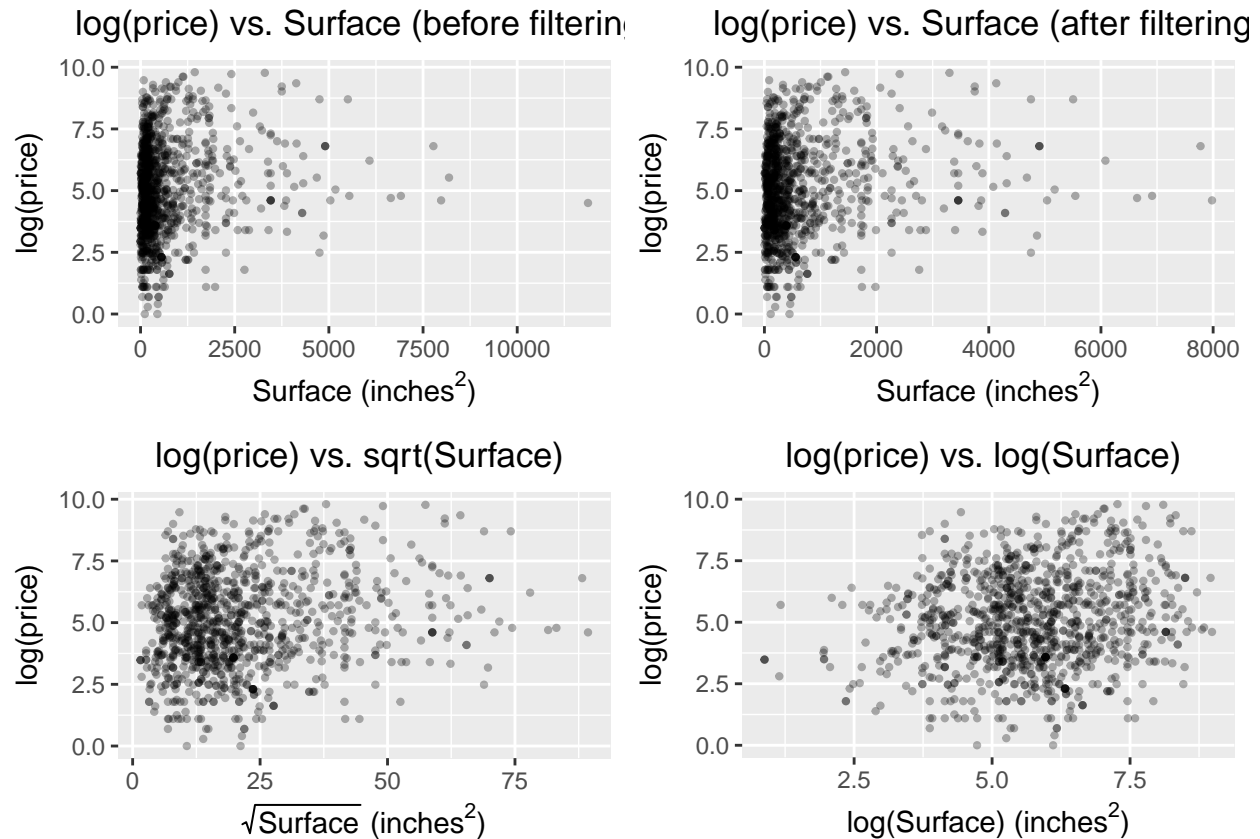 log(price) vs. Surface (before filtering
log(price)
10.0
7.5
5.0
2.5
0.0
0 2500 5000 7500 10000
Surface (inches²)
log(price) vs. Surface (after filtering
log(price)
10.0
7.5
5.0
2.5
0.0
0 2000 4000 6000 8000
Surface (inches²)
log(price) vs. sqrt(Surface)
log(price)
10.0
7.5
5.0
2.5
0.0
0 25 50 75
√Surface (inches²)
log(price) vs. log(Surface)
log(price)
10.0
7.5
5.0
2.5
0.0
2.5 5.0 7.5
log(Surface) (inches²)